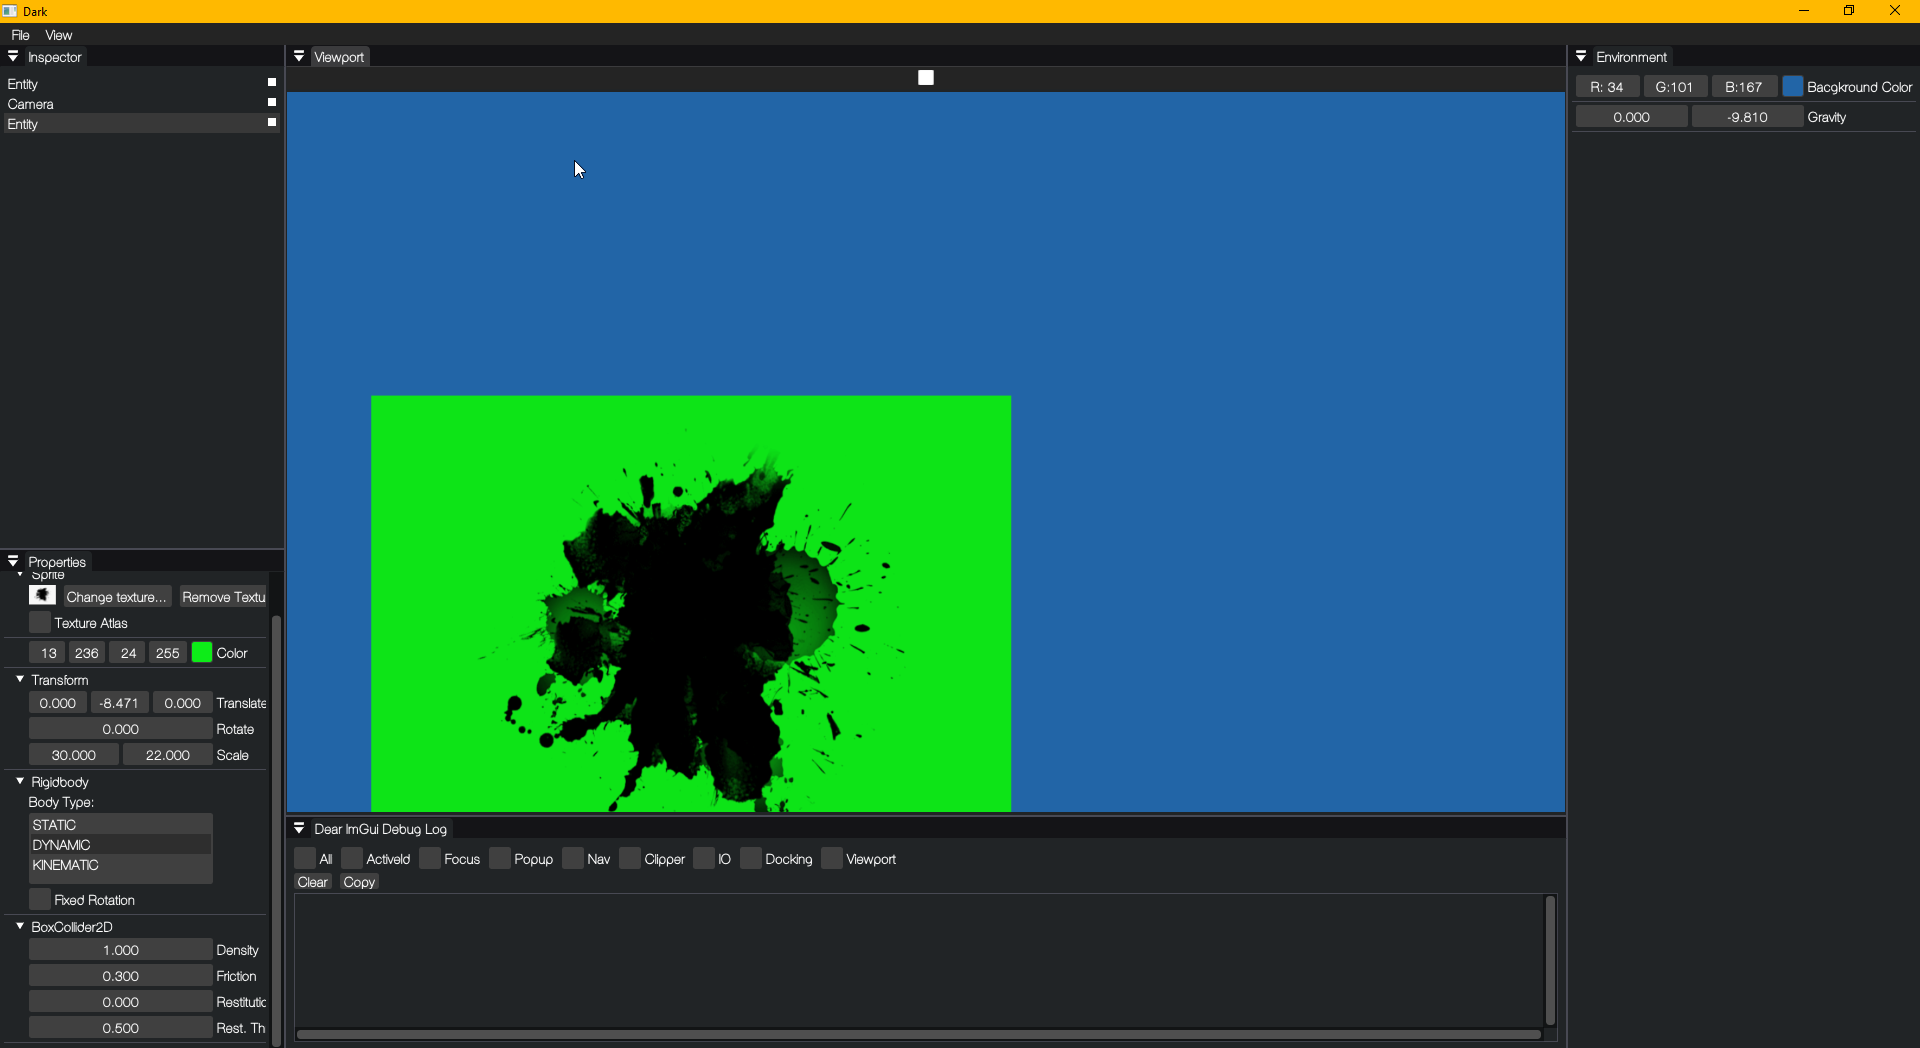 Dark
File View
Inspector
Entity
Camera
Entity
Viewport
Environment
R: 34 G:101 B:167 Bacgkround Color
0.000 -9.810 Gravity
Properties
Sprite
Change texture... Remove Textu
Texture Atlas
13 236 24 255 Color
Transform
0.000 -8.471 0.000 Translate
0.000 Rotate
30.000 22.000 Scale
Rigidbody
Body Type:
STATIC
DYNAMIC
KINEMATIC
Fixed Rotation
BoxCollider2D
1.000 Density
0.300 Friction
0.000 Restitutic
0.500 Rest. Th
Dear ImGui Debug Log
All ActiveId Focus Popup Nav Clipper IO Docking Viewport
Clear Copy